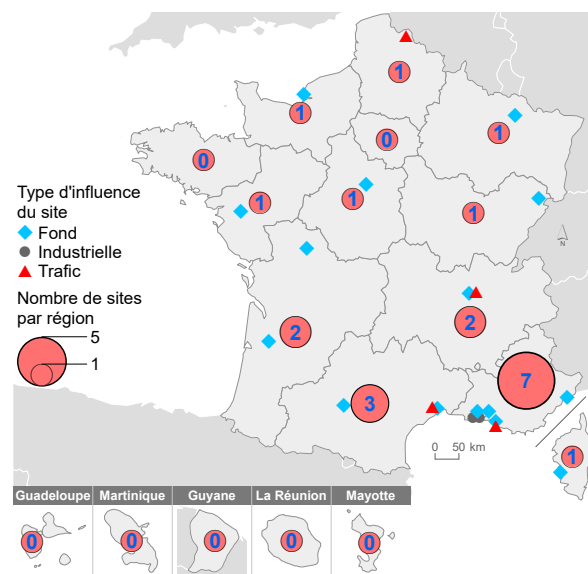 1
1
1
0
0
1
1
1
Type d'influence
du site
Fond
Industrielle
Trafic
N
Nombre de sites
par région
5
1
2
2
7
3
0 50 km
1
Guadeloupe Martinique Guyane La Réunion Mayotte
0 0 0 0 0